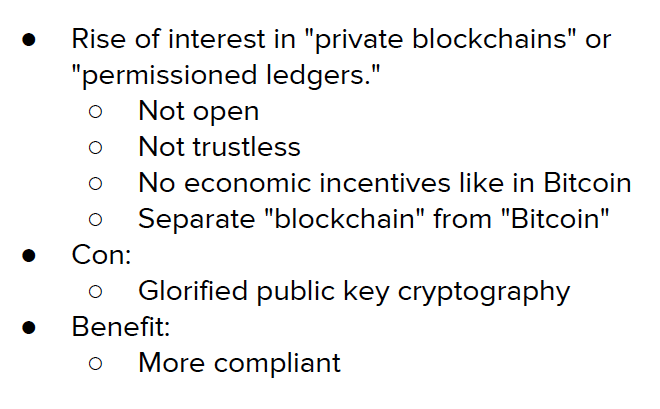 ● Rise of interest in "private blockchains" or
"permissioned ledgers."
○ Not open
○ Not trustless
○ No economic incentives like in Bitcoin
○ Separate "blockchain" from "Bitcoin"
● Con:
○ Glorified public key cryptography
● Benefit:
○ More compliant